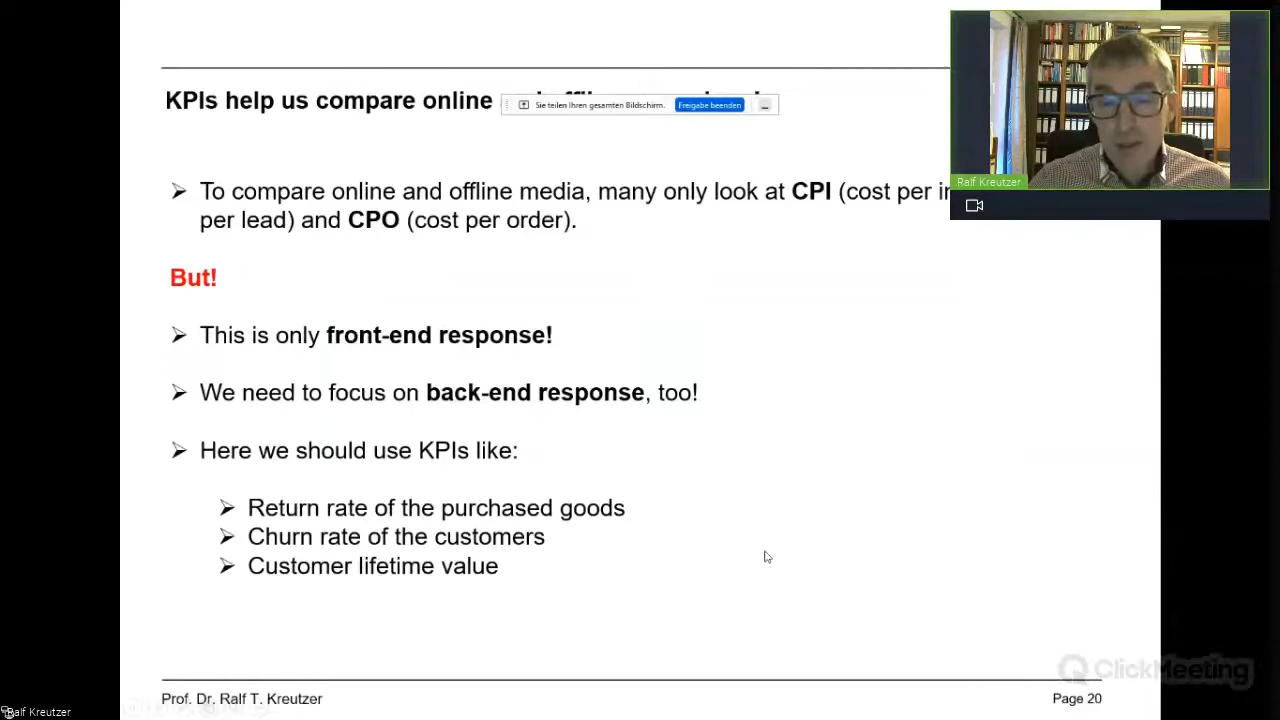 KPIs help us compare online
Sie teilen Ihren gesamten Bildschirm. Freigabe beenden
Ralf Kreutzer
➢ To compare online and offline media, many only look at CPI (cost per
per lead) and CPO (cost per order).
But!
➢ This is only front-end response!
➢ We need to focus on back-end response, too!
➢ Here we should use KPIs like:
➢ Return rate of the purchased goods
➢ Churn rate of the customers
➢ Customer lifetime value
ClickMeeting
Prof. Dr. Ralf T. Kreutzer
Page 20
Ralf Kreutzer